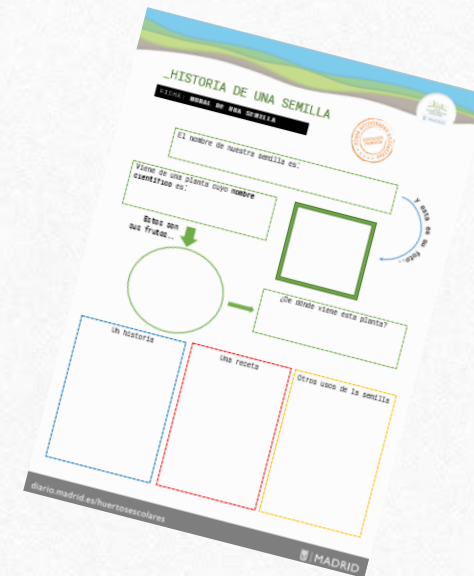 _HISTORIA DE UNA SEMILLA
FICHA: MURAL DE UNA SEMILLA
El nombre de nuestra semilla es:
Viene de una planta cuyo nombre
científico es:
Y esta es su foto...
Estos son
sus frutos..
¿De dónde viene esta planta?
Un historia
Una receta
Otros usos de la semilla
diario.madrid.es/huertosescolares
MADRID